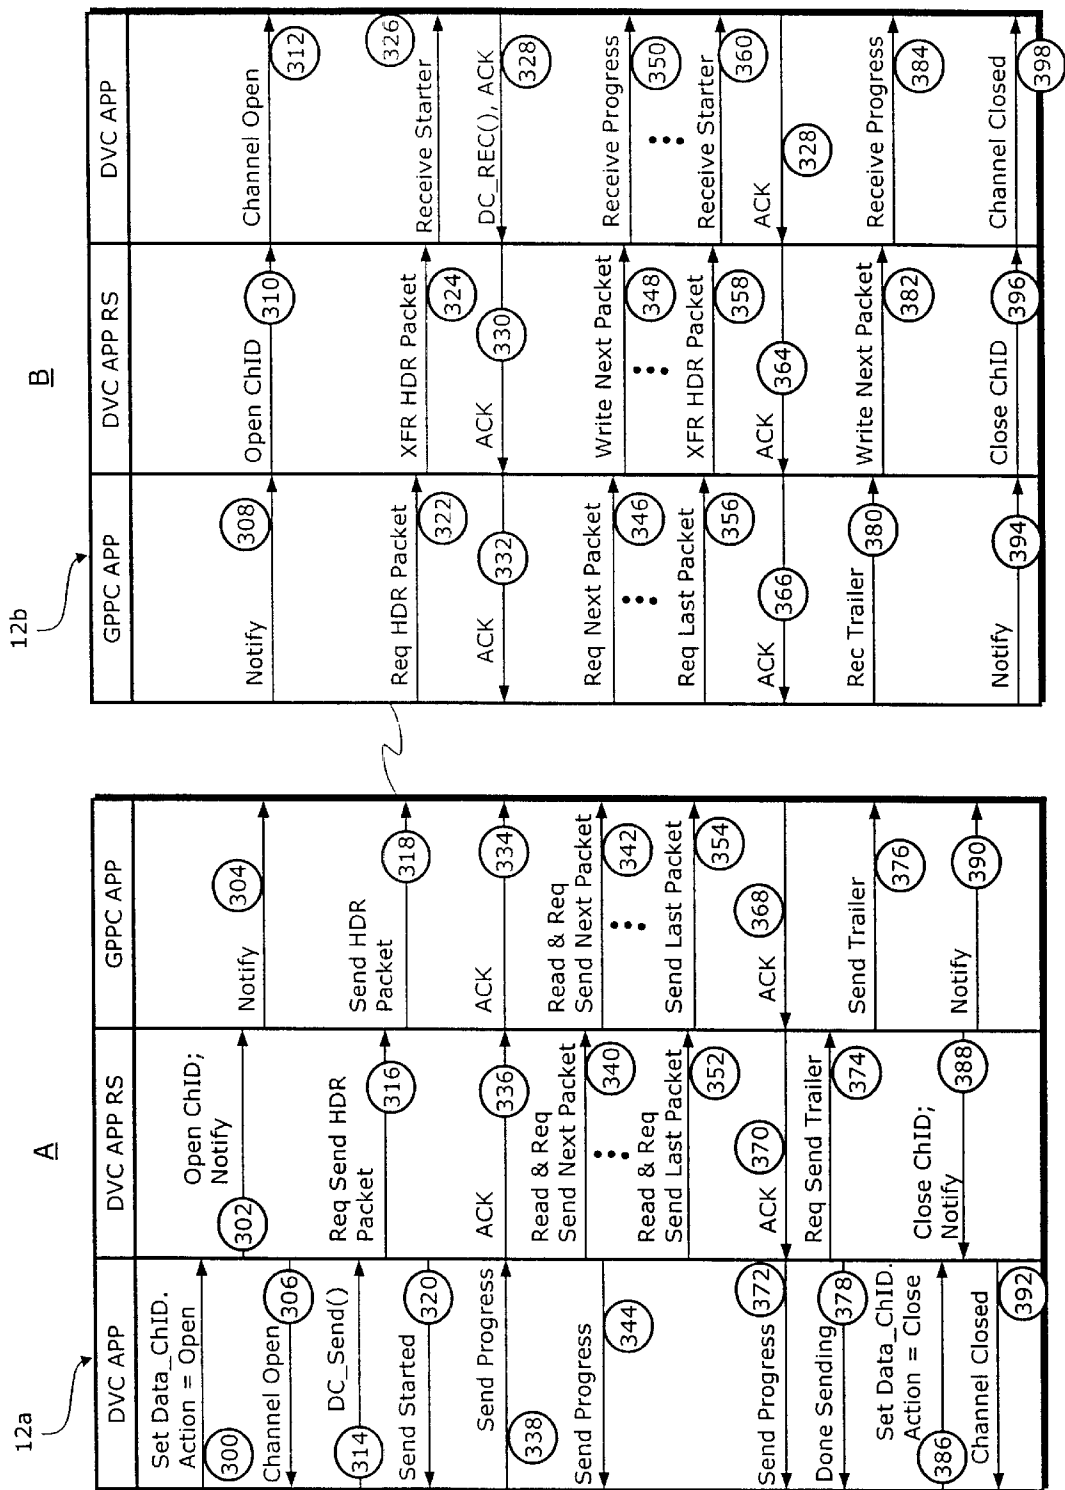 A
12a
DVC APP
DVC APP RS
GPPC APP
Set Data_ChID.
Action = Open
300
Open ChID;
Notify
302
Notify
304
Channel Open
306
DC_Send()
314
Req Send HDR
Packet
316
Send HDR
Packet
318
Send Started
320
Send Progress
338
ACK
336
ACK
334
Read & Req
Send Next Packet
340
Read & Req
Send Next Packet
342
Send Progress
344
Read & Req
Send Last Packet
352
Send Last Packet
354
Send Progress
372
ACK
370
ACK
368
Req Send Trailer
374
Send Trailer
376
Done Sending
378
Set Data_ChID.
Action = Close
386
Close ChID;
Notify
388
Notify
390
Channel Closed
392
B
12b
GPPC APP
DVC APP RS
DVC APP
Notify
308
Open ChID
310
Channel Open
312
Req HDR Packet
322
XFR HDR Packet
324
Receive Starter
326
ACK
332
ACK
330
DC_REC(), ACK
328
Req Next Packet
346
Write Next Packet
348
Receive Progress
350
Req Last Packet
356
XFR HDR Packet
358
Receive Starter
360
ACK
366
ACK
364
ACK
328
Rec Trailer
380
Write Next Packet
382
Receive Progress
384
Notify
394
Close ChID
396
Channel Closed
398